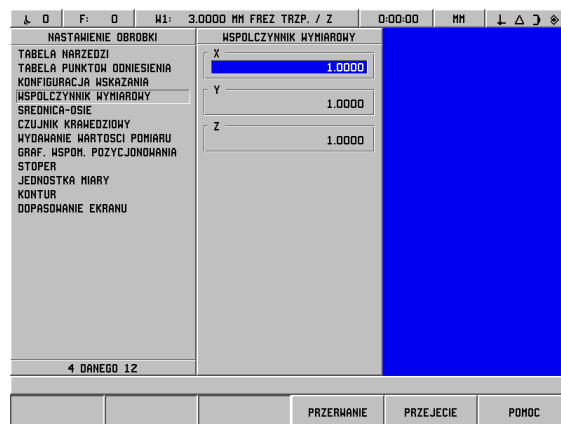 0 F: 0 W1: 3.0000 MM FREZ TRZP. / Z 0:00:00 MM
NASTAWIENIE OBROBKI
TABELA NARZEDZI
TABELA PUNKTOW ODNIESIENIA
KONFIGURACJA WSKAZANIA
WSPOLCZYNNIK WYMIAROWY
SREDNICA-OSIE
CZUJNIK KRAWEDZIOWY
WYDAWANIE WARTOSCI POMIARU
GRAF. WSPOM. POZYCJONOWANIA
STOPER
JEDNOSTKA MIARY
KONTUR
DOPASOWANIE EKRANU
4 DANEGO 12
WSPOLCZYNNIK WYMIAROWY
X
1.0000
Y
1.0000
Z
1.0000
PRZERWANIE PRZEJECIE POMOC